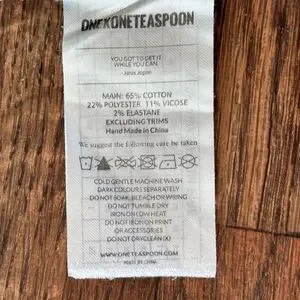 ONEXONETEASPOON
YOU GOT TO GET IT
WHILE YOU CAN.
- Janis Joplin
MAIN: 65% COTTON
22% POLYESTER 11% VICOSE
2% ELASTANE
EXCLUDING TRIMS
Hand Made in China
We suggest the following care be taken
COLD GENTLE MACHINE WASH
DARK COLOURS SEPARATELY
DO NOT SOAK, BLEACH OR WRING
DO NOT TUMBLE DRY
IRON ON LOW HEAT
DO NOT IRON ON PRINT
OR ACCESSORIES
DO NOT DRYCLEAN (X)
WWW.ONETEASPOON.COM
MADE IN CHINA